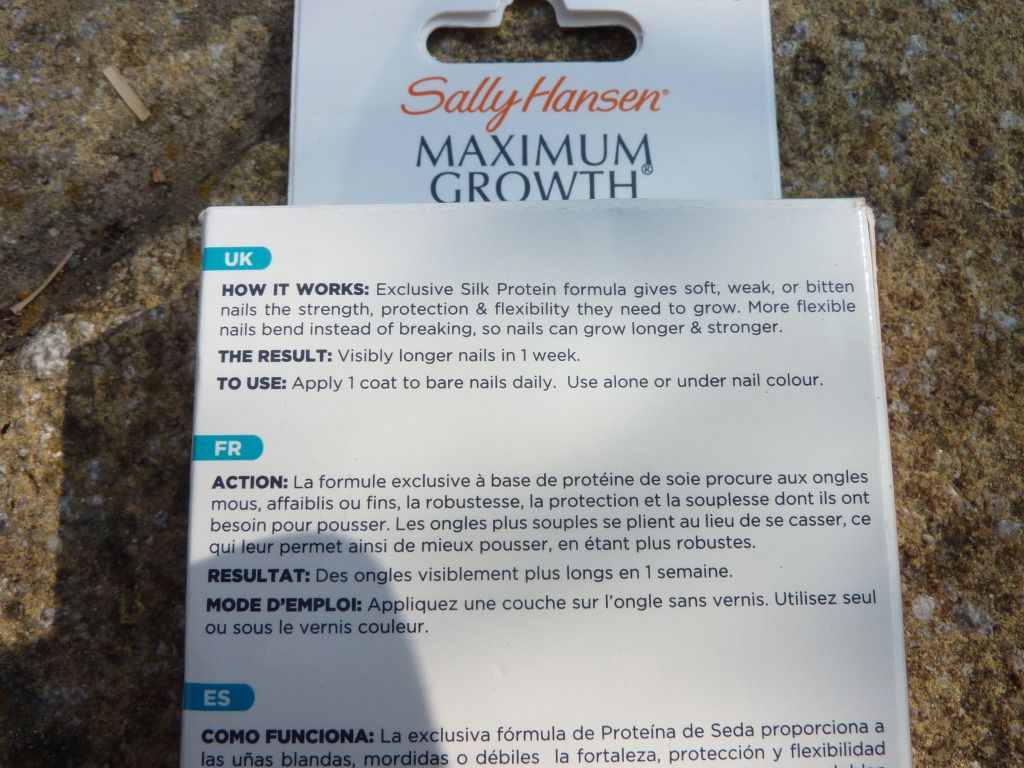 Sally Hansen®
MAXIMUM
GROWTH®
UK
HOW IT WORKS: Exclusive Silk Protein formula gives soft, weak, or bitten
nails the strength, protection & flexibility they need to grow. More flexible
nails bend instead of breaking, so nails can grow longer & stronger.
THE RESULT: Visibly longer nails in 1 week.
TO USE: Apply 1 coat to bare nails daily. Use alone or under nail colour.
FR
ACTION: La formule exclusive à base de protéine de soie procure aux ongles
mous, affaiblis ou fins, la robustesse, la protection et la souplesse dont ils ont
besoin pour pousser. Les ongles plus souples se plient au lieu de se casser, ce
qui leur permet ainsi de mieux pousser, en étant plus robustes.
RESULTAT: Des ongles visiblement plus longs en 1 semaine.
MODE D'EMPLOI: Appliquez une couche sur l'ongle sans vernis. Utilisez seul
ou sous le vernis couleur.
ES
COMO FUNCIONA: La exclusiva fórmula de Proteína de Seda proporciona a
las uñas blandas, mordidas o débiles la fortaleza, protección y flexibilidad